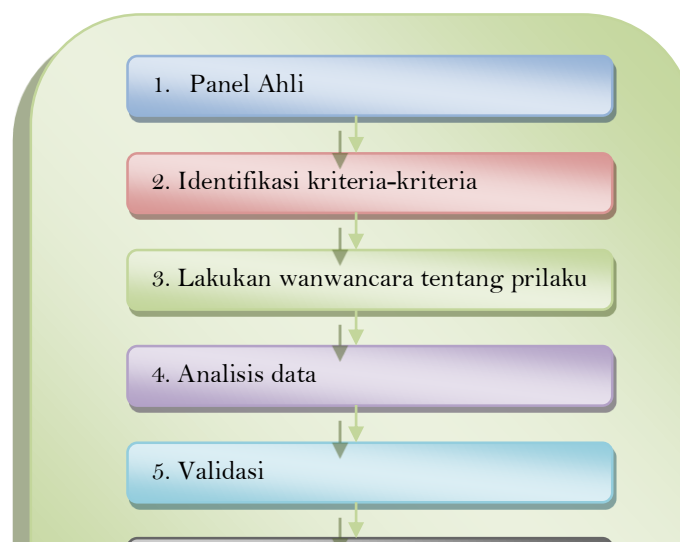 1. Panel Ahli
2. Identifikasi kriteria-kriteria
3. Lakukan wanwancara tentang prilaku
4. Analisis data
5. Validasi